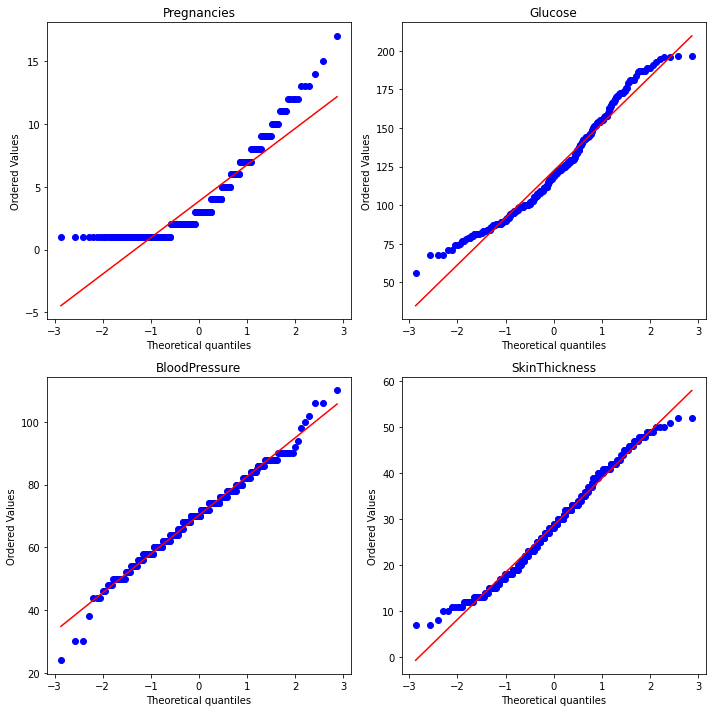 Pregnancies
15
10
5
0
−5
Ordered Values
−3 −2 −1 0 1 2 3
Theoretical quantiles
Glucose
200
175
150
125
100
75
50
Ordered Values
−3 −2 −1 0 1 2 3
Theoretical quantiles
BloodPressure
100
80
60
40
20
Ordered Values
−3 −2 −1 0 1 2 3
Theoretical quantiles
SkinThickness
60
50
40
30
20
10
0
Ordered Values
−3 −2 −1 0 1 2 3
Theoretical quantiles